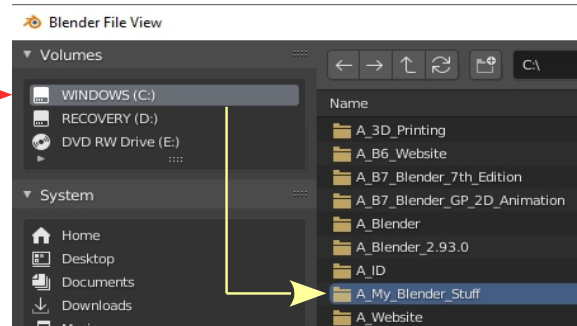 Blender File View
Volumes
WINDOWS (C:)
RECOVERY (D:)
DVD RW Drive (E:)
System
Home
Desktop
Documents
Downloads
C:\
Name
A_3D_Printing
A_B6_Website
A_B7_Blender_7th_Edition
A_B7_Blender_GP_2D_Animation
A_Blender
A_Blender_2.93.0
A_ID
A_My_Blender_Stuff
A_Website